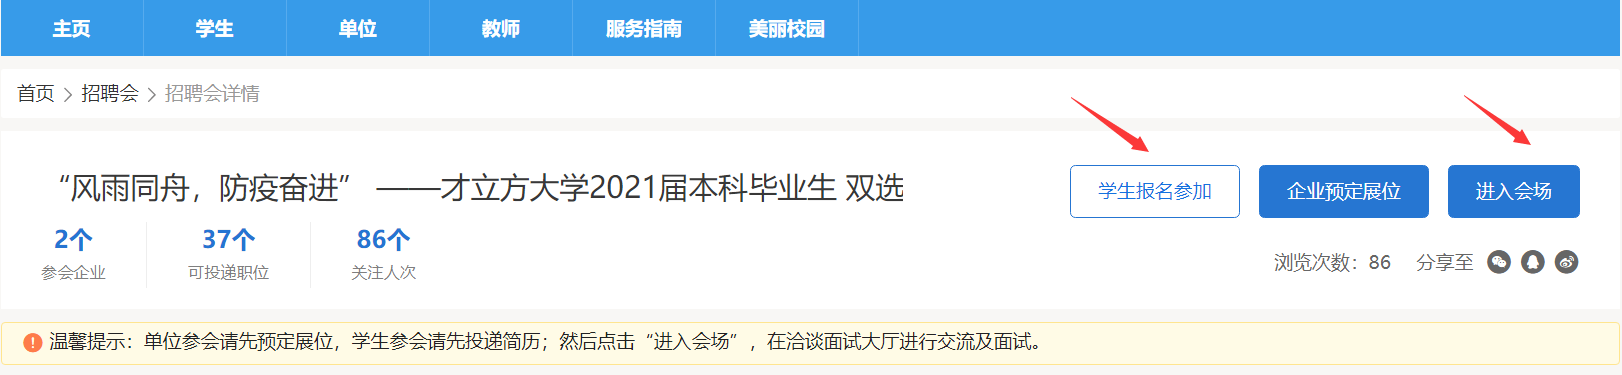 主页 学生 单位 教师 服务指南 美丽校园
首页 > 招聘会 > 招聘会详情
“风雨同舟，防疫奋进” ——才立方大学2021届本科毕业生 双选
学生报名参加 企业预定展位 进入会场
2个 37个 86个
参会企业 可投递职位 关注人次
浏览次数：86 分享至
温馨提示：单位参会请先预定展位，学生参会请先投递简历；然后点击“进入会场”，在洽谈面试大厅进行交流及面试。